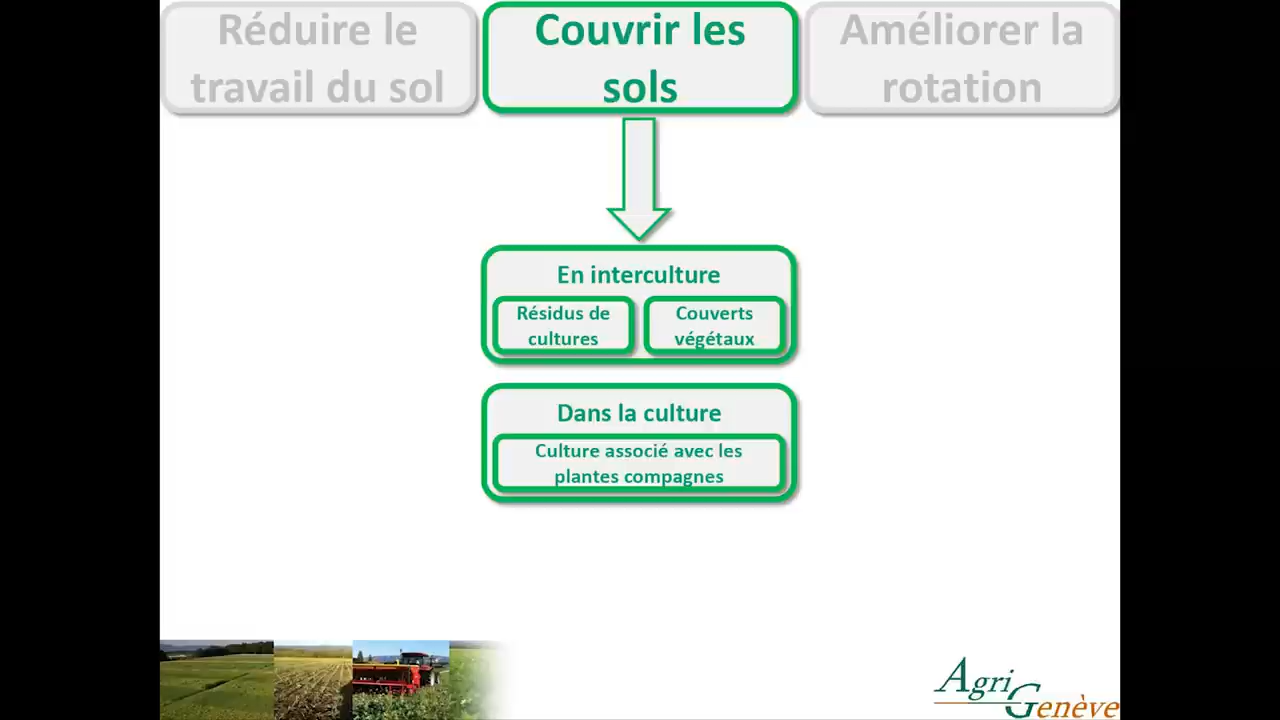 Réduire le
travail du sol
Couvrir les
sols
Améliorer la
rotation
En interculture
Résidus de
cultures
Couverts
végétaux
Dans la culture
Culture associé avec les
plantes compagnes
Agri
Genève